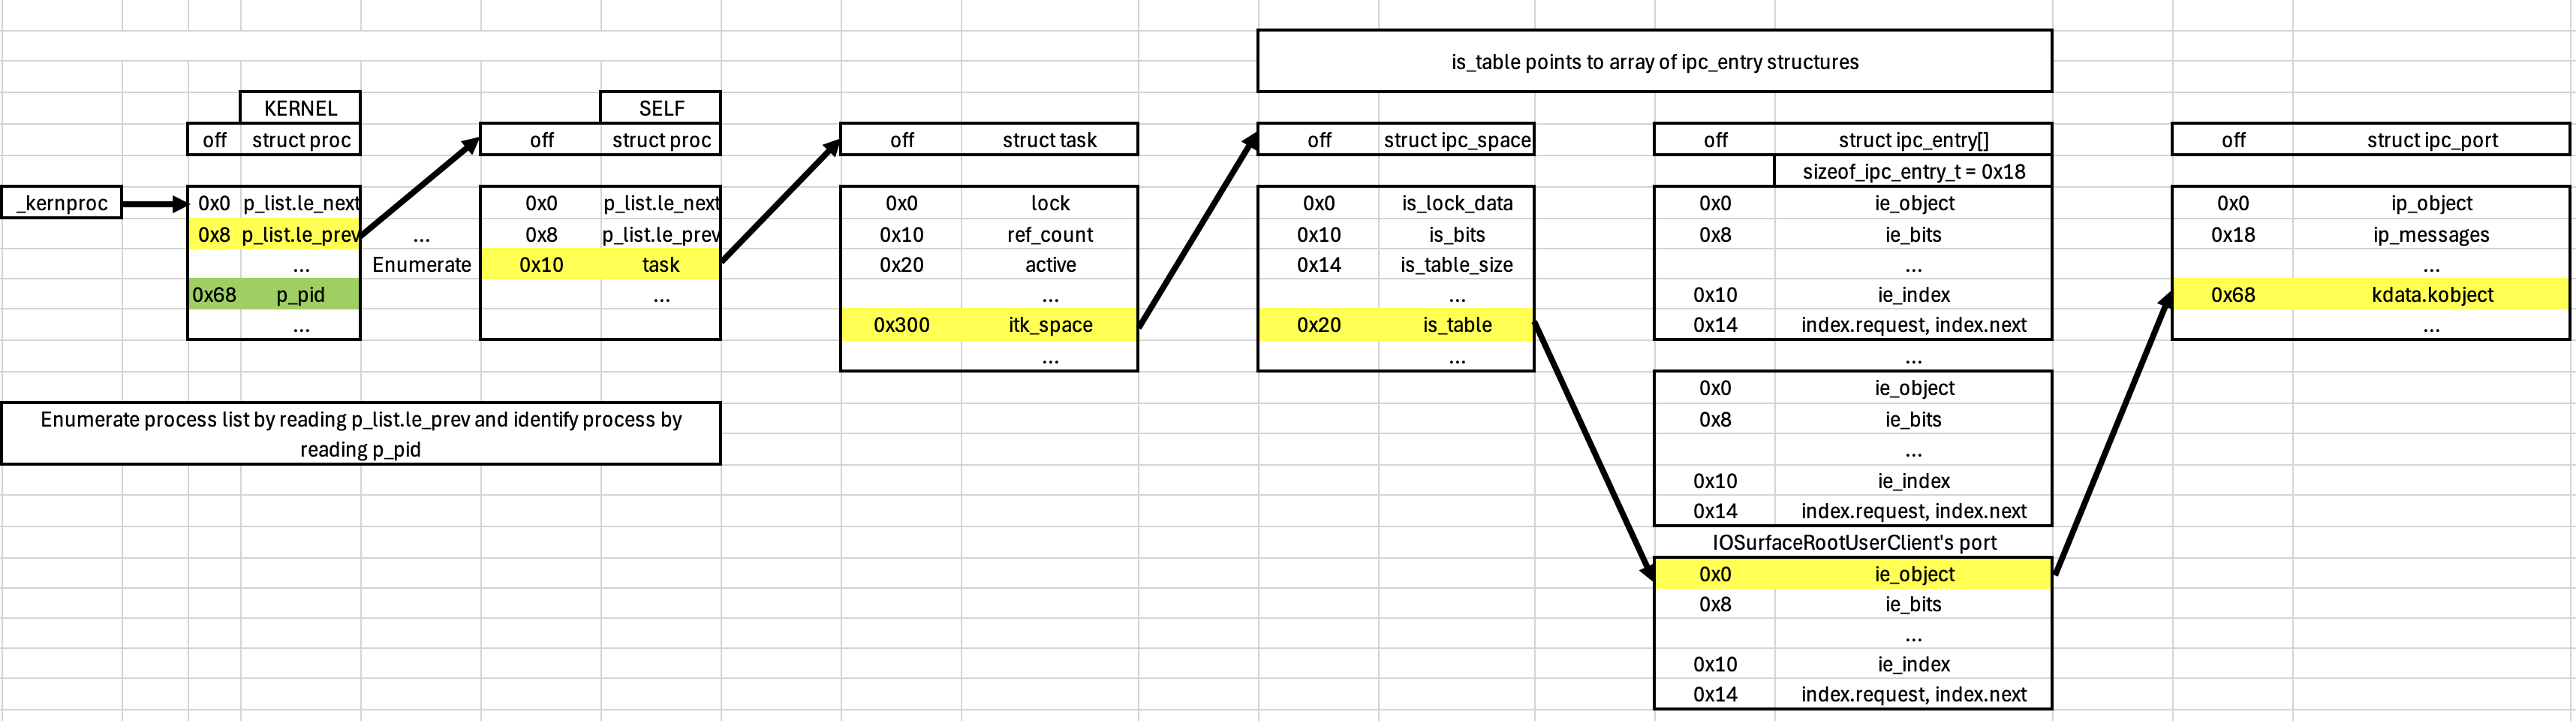 is_table points to array of ipc_entry structures
KERNEL
off struct proc
_kernproc
0x0 p_list.le_next
0x8 p_list.le_prev
...
0x68 p_pid
...
...
Enumerate
SELF
off struct proc
0x0 p_list.le_next
0x8 p_list.le_prev
0x10 task
...
Enumerate process list by reading p_list.le_prev and identify process by
reading p_pid
off struct task
0x0 lock
0x10 ref_count
0x20 active
...
0x300 itk_space
...
off struct ipc_space
0x0 is_lock_data
0x10 is_bits
0x14 is_table_size
...
0x20 is_table
...
off struct ipc_entry[]
sizeof_ipc_entry_t = 0x18
0x0 ie_object
0x8 ie_bits
...
0x10 ie_index
0x14 index.request, index.next
...
0x0 ie_object
0x8 ie_bits
...
0x10 ie_index
0x14 index.request, index.next
IOSurfaceRootUserClient's port
0x0 ie_object
0x8 ie_bits
...
0x10 ie_index
0x14 index.request, index.next
off struct ipc_port
0x0 ip_object
0x18 ip_messages
...
0x68 kdata.kobject
...